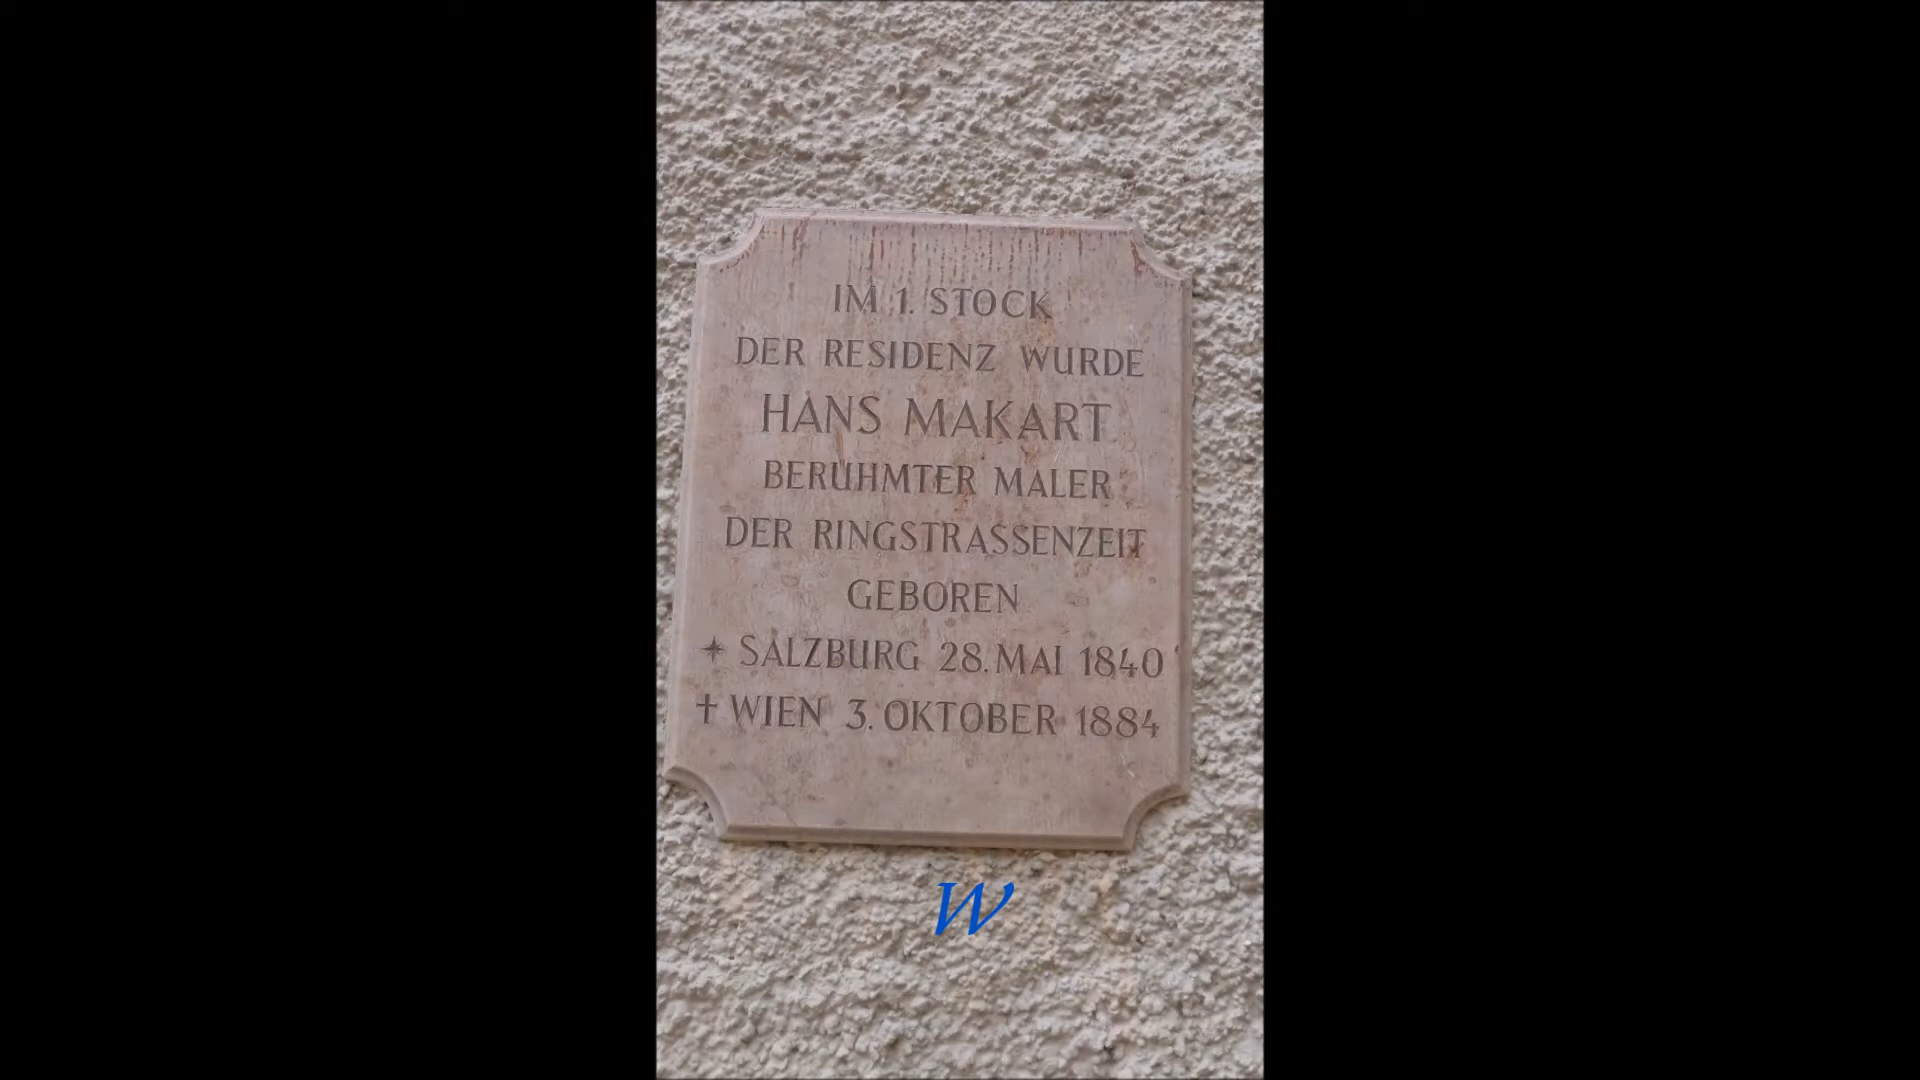 IM 1. STOCK
DER RESIDENZ WURDE
HANS MAKART
BERÜHMTER MALER
DER RINGSTRASSENZEIT
GEBOREN
✶ SALZBURG 28. MAI 1840
† WIEN 3. OKTOBER 1884
W